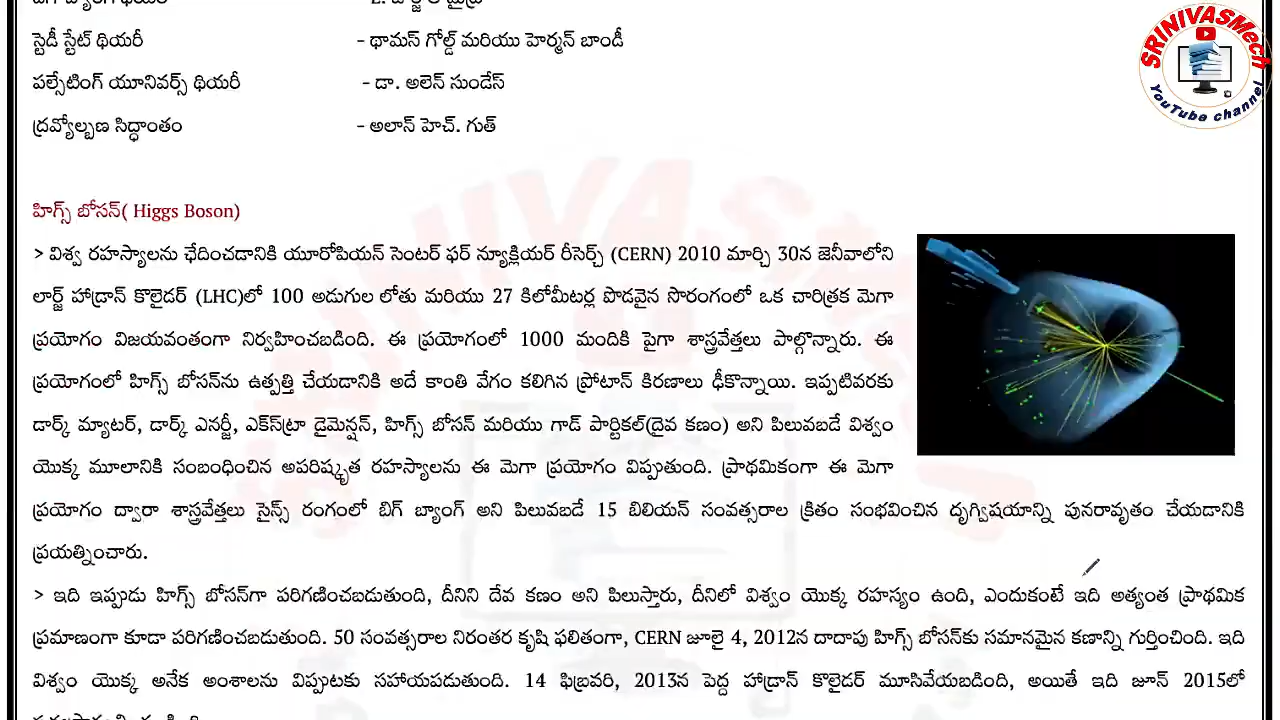 స్టెడీ స్టేట్ థియరీ - థామస్ గోల్డ్ మరియు హెర్మన్ బాండీ
పల్సేటింగ్ యూనివర్స్ థియరీ - డా. అలెన్ సుండేస్
ద్రవ్యోల్బణ సిద్ధాంతం - అలాన్ హెచ్. గుత్
హిగ్స్ బోసన్( Higgs Boson)
> విశ్వ రహస్యాలను ఛేదించడానికి యూరోపియన్ సెంటర్ ఫర్ న్యూక్లియర్ రీసెర్చ్ (CERN) 2010 మార్చి 30న జెనీవాలోని
లార్జ్ హాడ్రాన్ కొలైడర్ (LHC)లో 100 అడుగుల లోతు మరియు 27 కిలోమీటర్ల పొడవైన సొరంగంలో ఒక చారిత్రక మెగా
ప్రయోగం విజయవంతంగా నిర్వహించబడింది. ఈ ప్రయోగంలో 1000 మందికి పైగా శాస్త్రవేత్తలు పాల్గొన్నారు. ఈ
ప్రయోగంలో హిగ్స్ బోసన్‌ను ఉత్పత్తి చేయడానికి అదే కాంతి వేగం కలిగిన ప్రోటాన్ కిరణాలు ఢీకొన్నాయి. ఇప్పటివరకు
డార్క్ మ్యాటర్, డార్క్ ఎనర్జీ, ఎక్స్‌ట్రా డైమెన్షన్, హిగ్స్ బోసన్ మరియు గాడ్ పార్టికల్(దైవ కణం) అని పిలువబడే విశ్వం
యొక్క మూలానికి సంబంధించిన అపరిష్కృత రహస్యాలను ఈ మెగా ప్రయోగం విప్పుతుంది. ప్రాథమికంగా ఈ మెగా
ప్రయోగం ద్వారా శాస్త్రవేత్తలు సైన్స్ రంగంలో బిగ్ బ్యాంగ్ అని పిలువబడే 15 బిలియన్ సంవత్సరాల క్రితం సంభవించిన దృగ్విషయాన్ని పునరావృతం చేయడానికి
ప్రయత్నించారు.
> ఇది ఇప్పుడు హిగ్స్ బోసన్‌గా పరిగణించబడుతుంది, దీనిని దేవ కణం అని పిలుస్తారు, దీనిలో విశ్వం యొక్క రహస్యం ఉంది, ఎందుకంటే ఇది అత్యంత ప్రాథమిక
ప్రమాణంగా కూడా పరిగణించబడుతుంది. 50 సంవత్సరాల నిరంతర కృషి ఫలితంగా, CERN జూలై 4, 2012న దాదాపు హిగ్స్ బోసన్‌కు సమానమైన కణాన్ని గుర్తించింది. ఇది
విశ్వం యొక్క అనేక అంశాలను విప్పుటకు సహాయపడుతుంది. 14 ఫిబ్రవరి, 2013న పెద్ద హాడ్రాన్ కొలైడర్ మూసివేయబడింది, అయితే ఇది జూన్ 2015లో
SRINIVASMech
YouTube channel